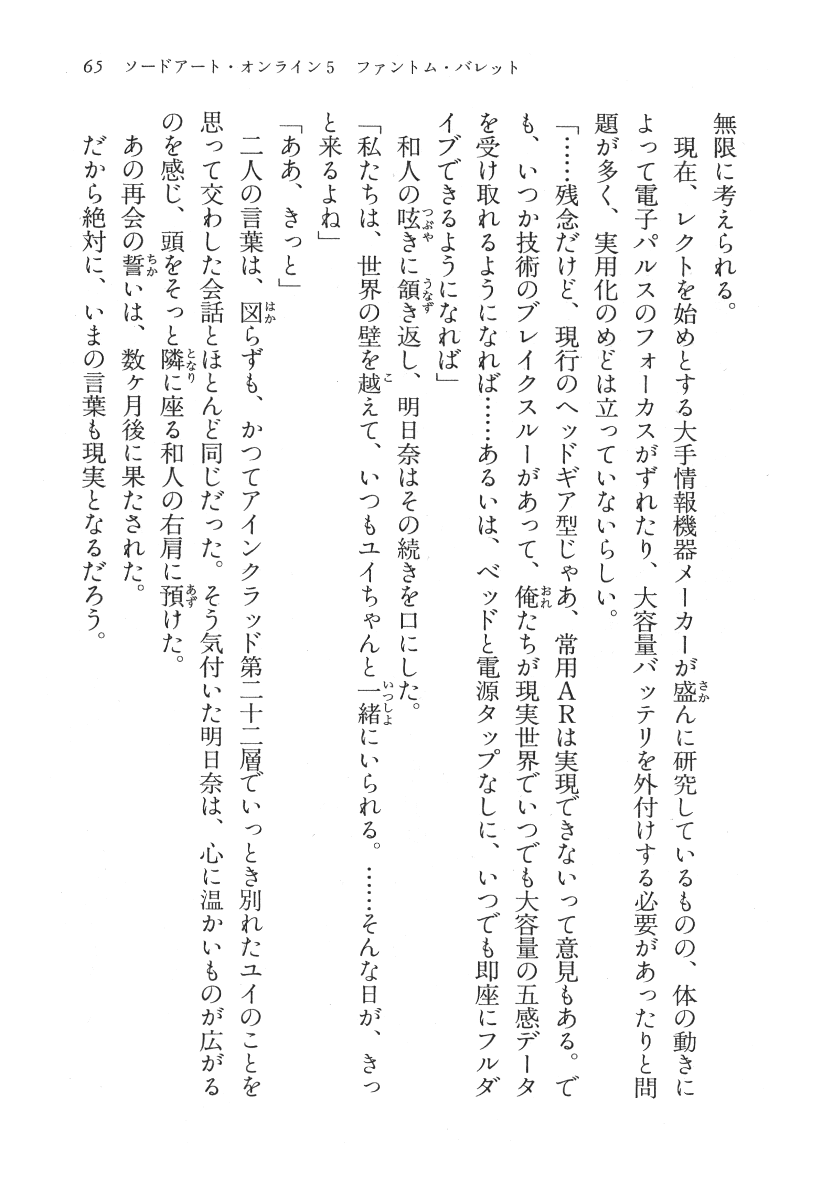 65　ソードアート・オンライン5　ファントム・バレット
無限に考えられる。
　現在、レクトを始めとする大手情報機器メーカーが盛んに研究しているものの、体の動きに
よって電子パルスのフォーカスがずれたり、大容量バッテリを外付けする必要があったりと問
題が多く、実用化のめどは立っていないらしい。
「……残念だけど、現行のヘッドギア型じゃあ、常用ARは実現できないって意見もある。で
も、いつか技術のブレイクスルーがあって、俺たちが現実世界でいつでも大容量の五感データ
を受け取れるようになれば……あるいは、ベッドと電源タップなしに、いつでも即座にフルダ
イブできるようになれば」
　和人の呟きに頷き返し、明日奈はその続きを口にした。
「私たちは、世界の壁を越えて、いつもユイちゃんと一緒にいられる。……そんな日が、きっ
と来るよね」
「ああ、きっと」
　二人の言葉は、図らずも、かつてアインクラッド第二十二層でいっとき別れたユイのことを
思って交わした会話とほとんど同じだった。そう気付いた明日奈は、心に温かいものが広がる
のを感じ、頭をそっと隣に座る和人の右肩に預けた。
　あの再会の誓いは、数ヶ月後に果たされた。
　だから絶対に、いまの言葉も現実となるだろう。